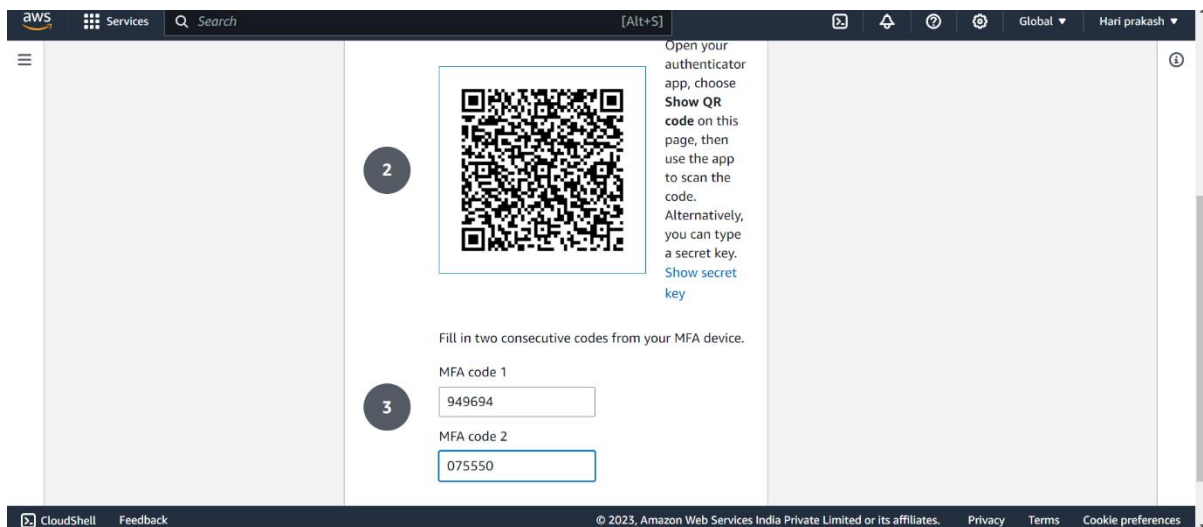 aws Services Search [Alt+S] Global Hari prakash
Open your
authenticator
app, choose
Show QR
code on this
page, then
use the app
to scan the
code.
Alternatively,
you can type
a secret key.
Show secret
key
2
Fill in two consecutive codes from your MFA device.
MFA code 1
3
949694
MFA code 2
075550
CloudShell Feedback © 2023, Amazon Web Services India Private Limited or its affiliates. Privacy Terms Cookie preferences